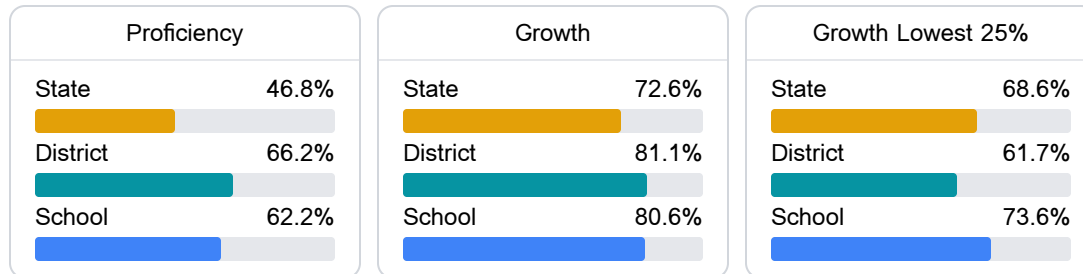 Proficiency
State 46.8%
District 66.2%
School 62.2%
Growth
State 72.6%
District 81.1%
School 80.6%
Growth Lowest 25%
State 68.6%
District 61.7%
School 73.6%